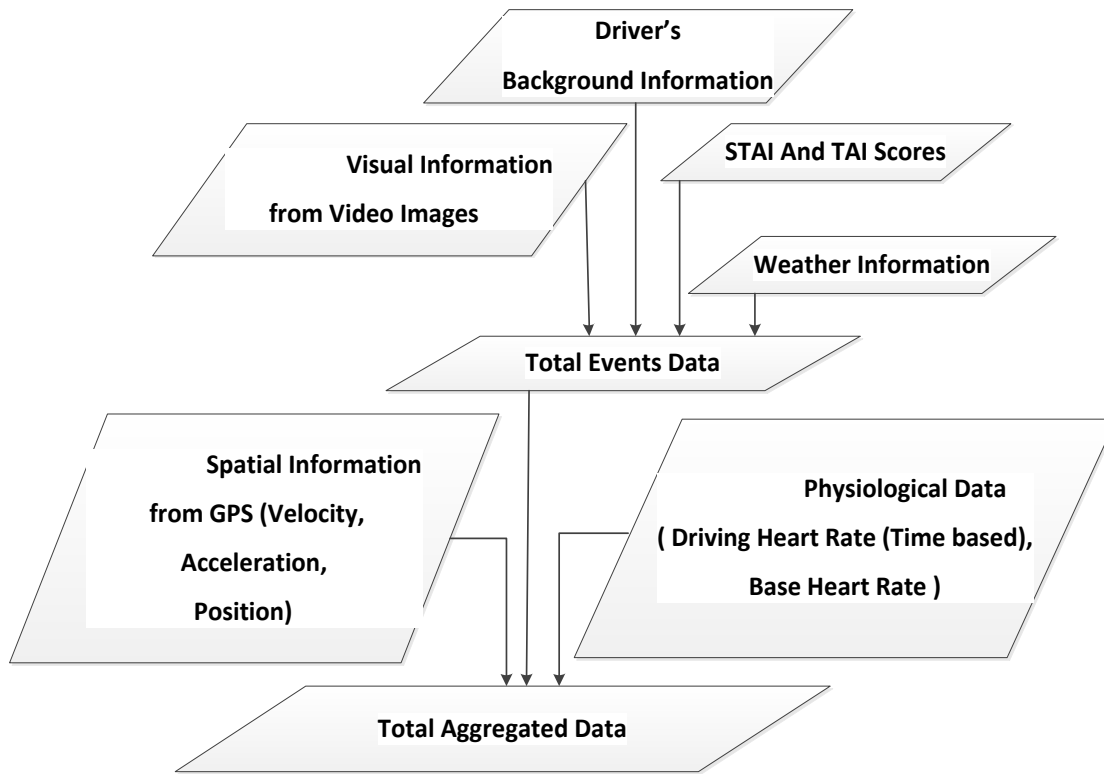 Driver’s
Background Information
Visual Information
from Video Images
STAI And TAI Scores
Weather Information
Total Events Data
Spatial Information
from GPS (Velocity,
Acceleration,
Position)
Physiological Data
( Driving Heart Rate (Time based),
Base Heart Rate )
Total Aggregated Data